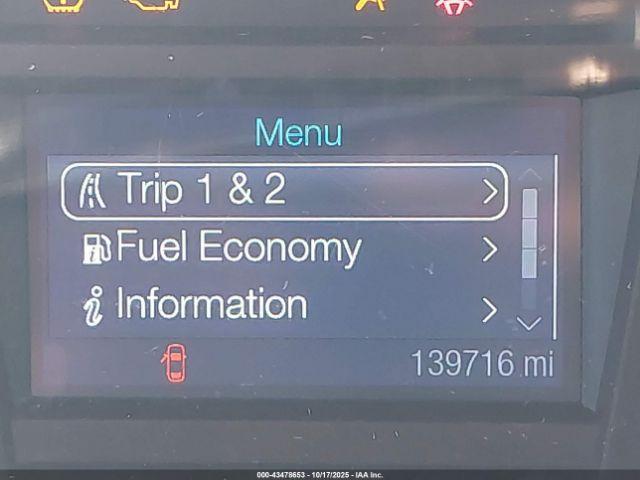 Menu
Trip 1 & 2
Fuel Economy
Information
139716 mi
000-43478653 - 10/17/2025 - IAA Inc.